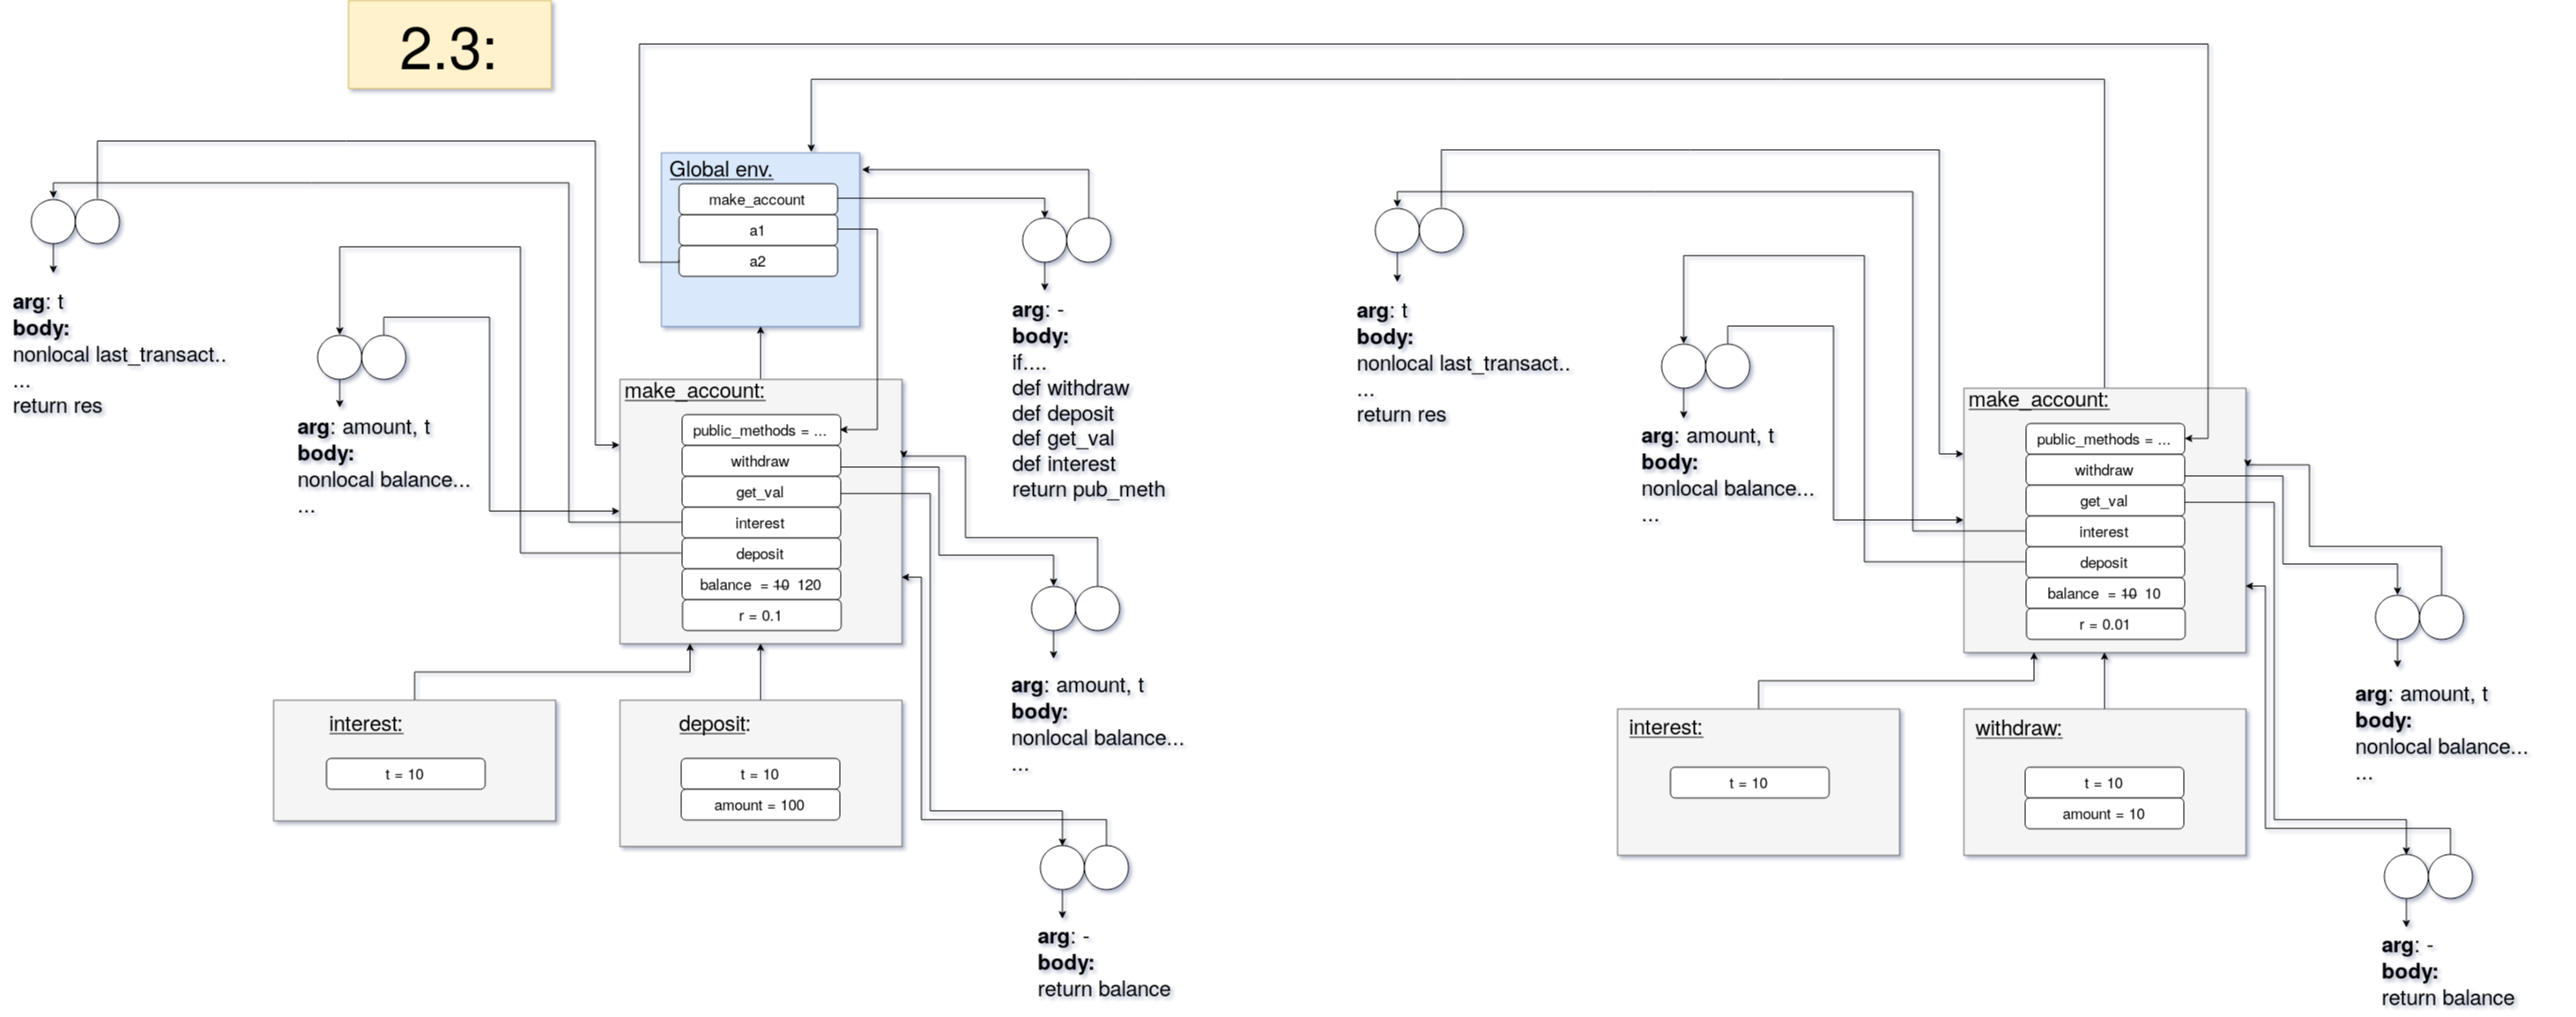 2.3:
Global env.
make_account
a1
a2
arg: t
body:
nonlocal last_transact..
...
return res
arg: amount, t
body:
nonlocal balance...
...
arg: -
body:
if....
def withdraw
def deposit
def get_val
def interest
return pub_meth
make_account:
public_methods = ...
withdraw
get_val
interest
deposit
balance = 10 120
r = 0.1
interest:
t = 10
deposit:
t = 10
amount = 100
arg: amount, t
body:
nonlocal balance...
...
arg: -
body:
return balance
arg: t
body:
nonlocal last_transact..
...
return res
arg: amount, t
body:
nonlocal balance...
...
make_account:
public_methods = ...
withdraw
get_val
interest
deposit
balance = 10 10
r = 0.01
interest:
t = 10
withdraw:
t = 10
amount = 10
arg: amount, t
body:
nonlocal balance...
...
arg: -
body:
return balance